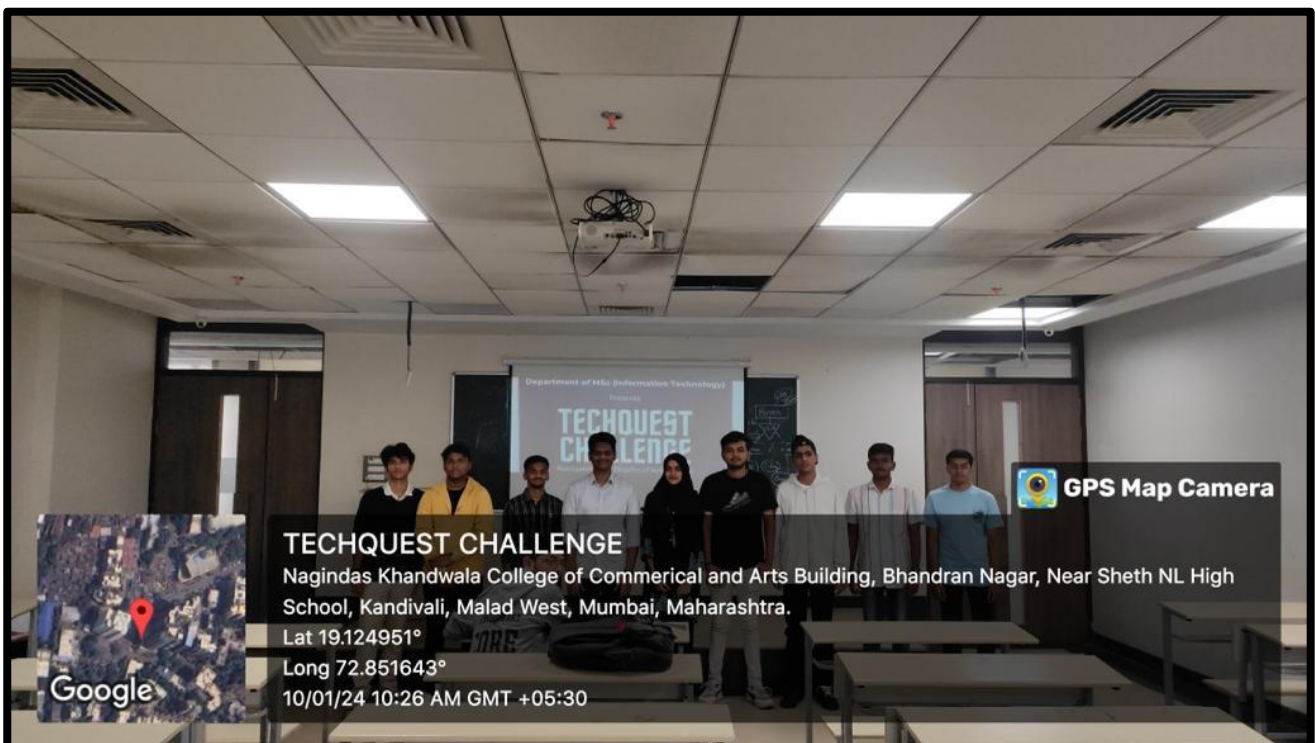 Department of MSc (Information Technology)
Presents
TECHQUEST
CHALLENGE
GPS Map Camera
TECHQUEST CHALLENGE
Nagindas Khandwala College of Commerical and Arts Building, Bhandran Nagar, Near Sheth NL High
School, Kandivali, Malad West, Mumbai, Maharashtra.
Lat 19.124951°
Long 72.851643°
10/01/24 10:26 AM GMT +05:30
Google